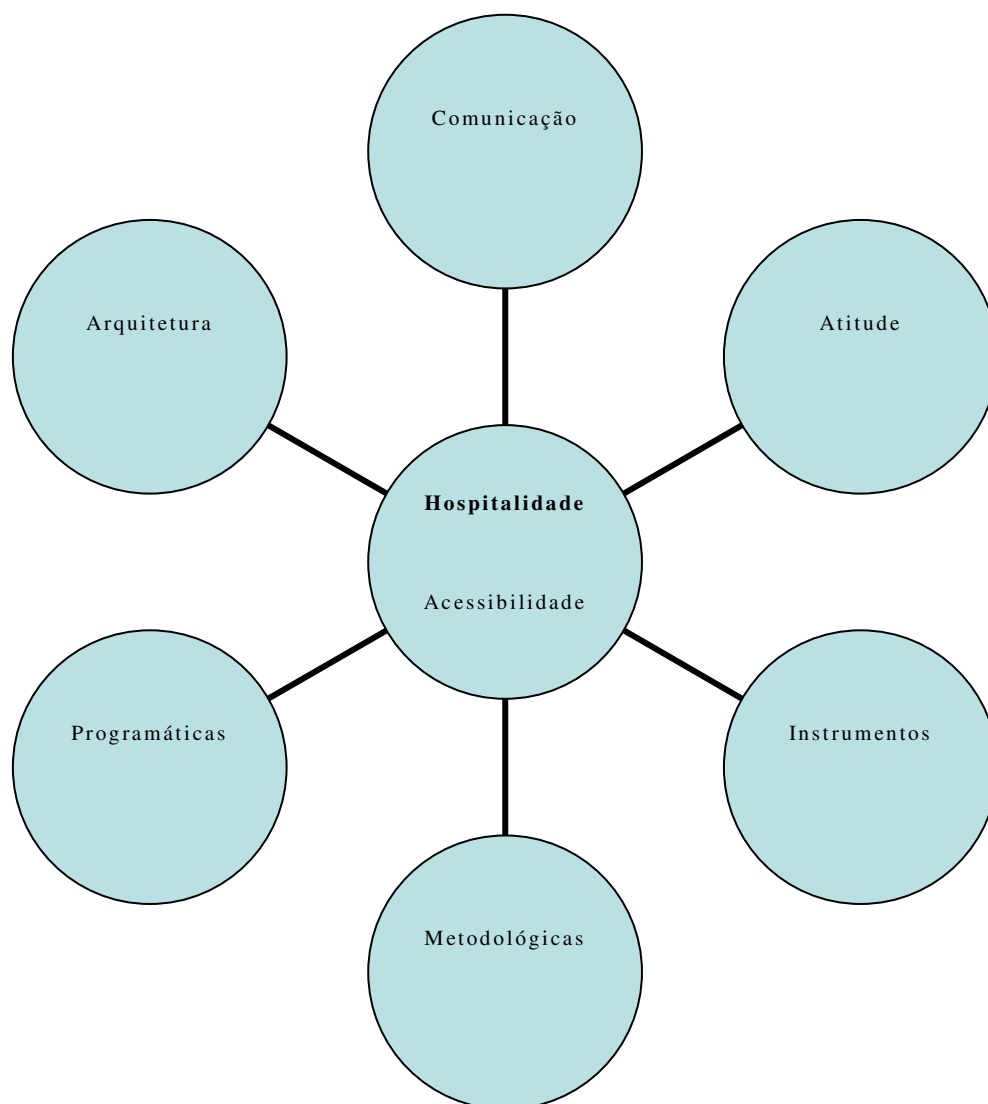 Comunicação
Arquitetura
Atitude
Hospitalidade
Acessibilidade
Programáticas
Instrumentos
Metodológicas